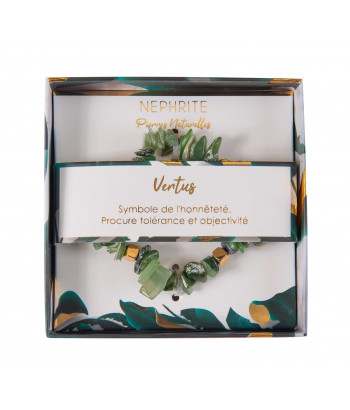 NEPHRITE
Pierres Naturelles
Vertus
Symbole de l'honnêteté.
Procure tolérance et objectivité